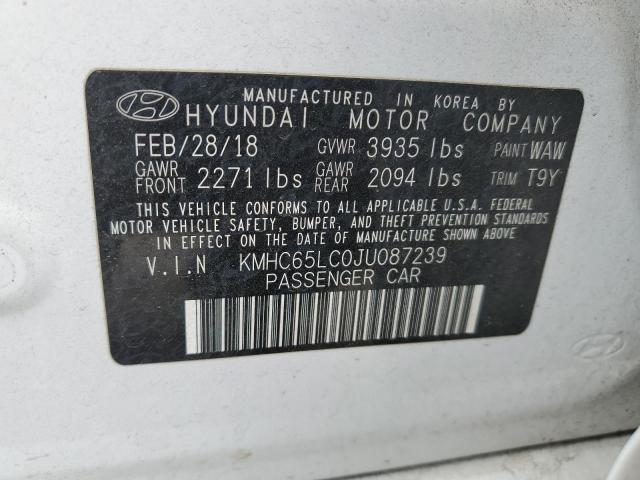 MANUFACTURED IN KOREA BY
HYUNDAI MOTOR COMPANY
FEB/28/18 GVWR 3935 lbs PAINT WAW
GAWR FRONT 2271 lbs GAWR REAR 2094 lbs TRIM T9Y
THIS VEHICLE CONFORMS TO ALL APPLICABLE U.S.A. FEDERAL
MOTOR VEHICLE SAFETY, BUMPER, AND THEFT PREVENTION STANDARDS
IN EFFECT ON THE DATE OF MANUFACTURE SHOWN ABOVE.
V.I.N KMHC65LC0JU087239
PASSENGER CAR